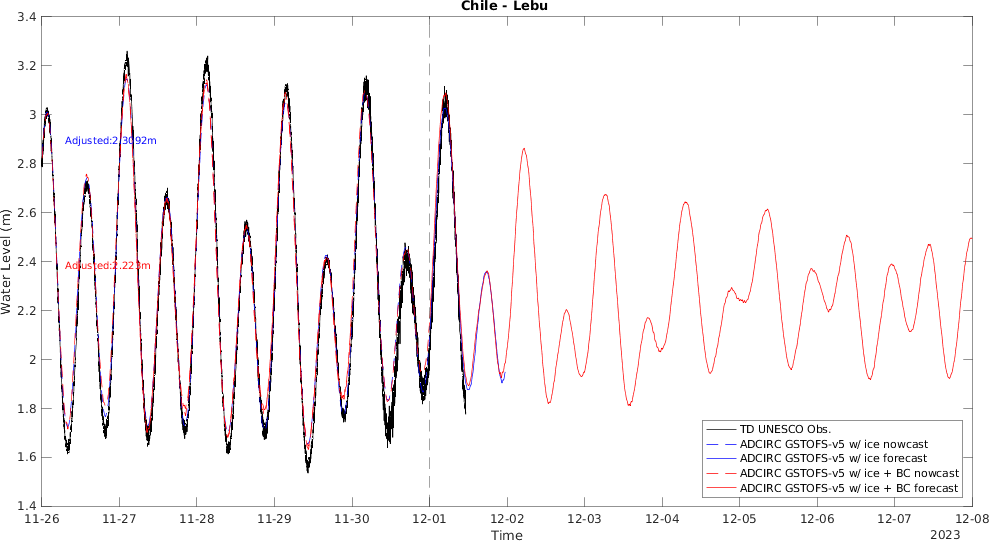 Chile - Lebu
3.4
3.2
3
2.8
2.6
2.4
2.2
2
1.8
1.6
1.4
Water Level (m)
Adjusted:2.3092m
Adjusted:2.223m
TD UNESCO Obs.
ADCIRC GSTOFS-v5 w/ ice nowcast
ADCIRC GSTOFS-v5 w/ ice forecast
ADCIRC GSTOFS-v5 w/ ice + BC nowcast
ADCIRC GSTOFS-v5 w/ ice + BC forecast
11-26 11-27 11-28 11-29 11-30 12-01 12-02 12-03 12-04 12-05 12-06 12-07 12-08
Time
2023